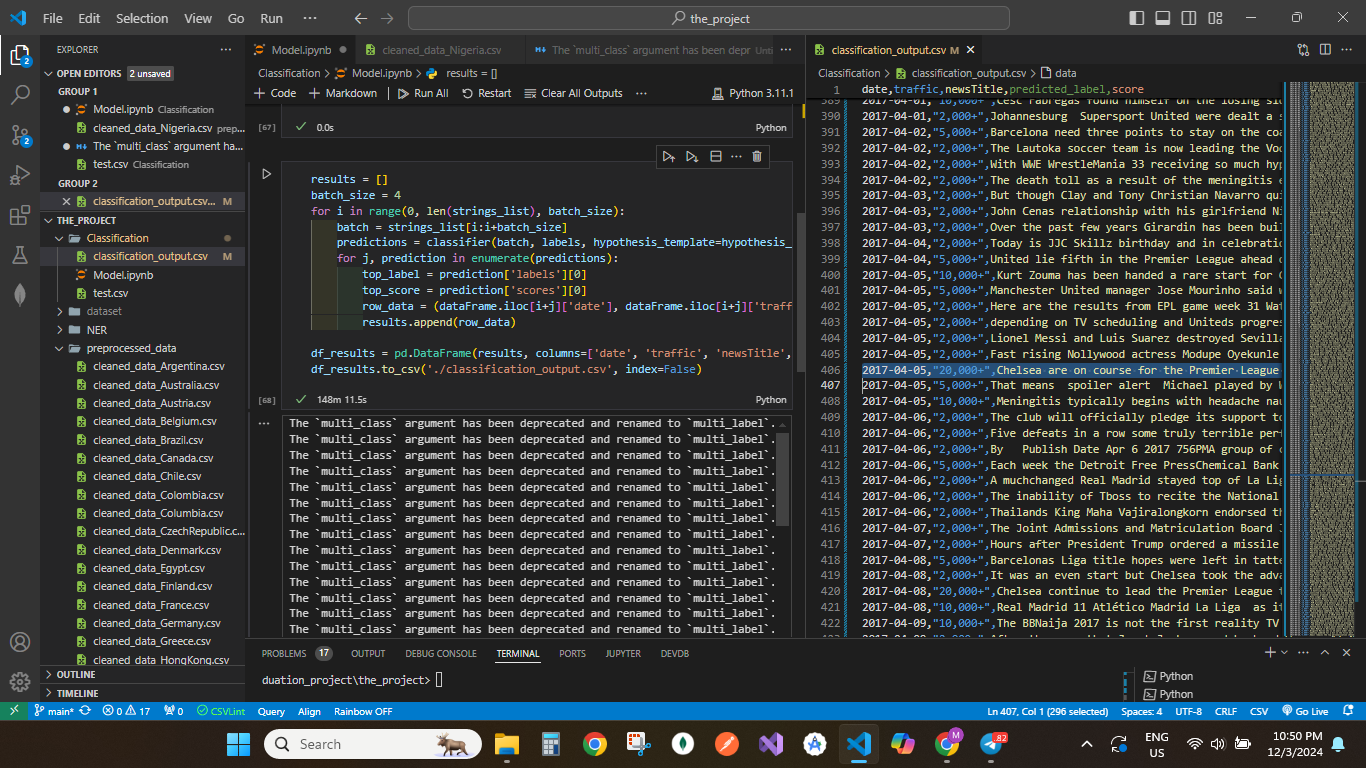 File Edit Selection View Go Run ··· the_project
EXPLORER
OPEN EDITORS 2 unsaved
GROUP 1
Model.ipynb Classification
cleaned_data_Nigeria.csv prep...
The `multi_class` argument ha...
test.csv Classification
GROUP 2
classification_output.csv... M
THE_PROJECT
Classification
classification_output.csv M
Model.ipynb
test.csv
dataset
NER
preprocessed_data
cleaned_data_Argentina.csv
cleaned_data_Australia.csv
cleaned_data_Austria.csv
cleaned_data_Belgium.csv
cleaned_data_Brazil.csv
cleaned_data_Canada.csv
cleaned_data_Chile.csv
cleaned_data_Colombia.csv
cleaned_data_Columbia.csv
cleaned_data_CzechRepublic.c...
cleaned_data_Denmark.csv
cleaned_data_Egypt.csv
cleaned_data_Finland.csv
cleaned_data_France.csv
cleaned_data_Germany.csv
cleaned_data_Greece.csv
cleaned_data_HongKong.csv
OUTLINE
TIMELINE
Model.ipynb cleaned_data_Nigeria.csv The `multi_class` argument has been depr Unti
Classification > Model.ipynb > results = []
+ Code + Markdown Run All Restart Clear All Outputs ··· Python 3.11.1
[67] 0.0s Python
results = []
batch_size = 4
for i in range(0, len(strings_list), batch_size):
batch = strings_list[i:i+batch_size]
predictions = classifier(batch, labels, hypothesis_template=hypothesis_
for j, prediction in enumerate(predictions):
top_label = prediction['labels'][0]
top_score = prediction['scores'][0]
row_data = (dataFrame.iloc[i+j]['date'], dataFrame.iloc[i+j]['traff
results.append(row_data)
df_results = pd.DataFrame(results, columns=['date', 'traffic', 'newsTitle',
df_results.to_csv('./classification_output.csv', index=False)
[68] 148m 11.5s Python
The `multi_class` argument has been deprecated and renamed to `multi_label`.
The `multi_class` argument has been deprecated and renamed to `multi_label`.
The `multi_class` argument has been deprecated and renamed to `multi_label`.
The `multi_class` argument has been deprecated and renamed to `multi_label`.
The `multi_class` argument has been deprecated and renamed to `multi_label`.
The `multi_class` argument has been deprecated and renamed to `multi_label`.
The `multi_class` argument has been deprecated and renamed to `multi_label`.
The `multi_class` argument has been deprecated and renamed to `multi_label`.
The `multi_class` argument has been deprecated and renamed to `multi_label`.
The `multi_class` argument has been deprecated and renamed to `multi_label`.
The `multi_class` argument has been deprecated and renamed to `multi_label`.
The `multi_class` argument has been deprecated and renamed to `multi_label`.
The `multi_class` argument has been deprecated and renamed to `multi_label`.
The `multi_class` argument has been deprecated and renamed to `multi_label`.
classification_output.csv M
Classification > classification_output.csv > data
1 date,traffic,newsTitle,predicted_label,score
389 2017-04-01,"10,000+",Cesc Fabregas found himself on the losing si
390 2017-04-01,"2,000+",Johannesburg Supersport United were dealt a s
391 2017-04-02,"5,000+",Barcelona need three points to stay on the coa
392 2017-04-02,"2,000+",The Lautoka soccer team is now leading the Vod
393 2017-04-02,"2,000+",With WWE WrestleMania 33 receiving so much hyp
394 2017-04-02,"2,000+",The death toll as a result of the meningitis e
395 2017-04-03,"2,000+",But though Clay and Tony Christian Navarro qui
396 2017-04-03,"2,000+",John Cenas relationship with his girlfriend Ni
397 2017-04-03,"2,000+",Over the past few years Girardin has been buil
398 2017-04-04,"2,000+",Today is JJC Skillz birthday and in celebratio
399 2017-04-04,"5,000+",United lie fifth in the Premier League ahead o
400 2017-04-05,"10,000+",Kurt Zouma has been handed a rare start for C
401 2017-04-05,"5,000+",Manchester United manager Jose Mourinho said w
402 2017-04-05,"2,000+",Here are the results from EPL game week 31 Wat
403 2017-04-05,"2,000+",depending on TV scheduling and Uniteds progres
404 2017-04-05,"2,000+",Lionel Messi and Luis Suarez destroyed Sevilla
405 2017-04-05,"2,000+",Fast rising Nollywood actress Modupe Oyekunle
406 2017-04-05,"20,000+",Chelsea are on course for the Premier League
407 2017-04-05,"5,000+",That means spoiler alert Michael played by W
408 2017-04-05,"10,000+",Meningitis typically begins with headache nau
409 2017-04-06,"2,000+",The club will officially pledge its support to
410 2017-04-06,"2,000+",Five defeats in a row some truly terrible per
411 2017-04-06,"2,000+",By Publish Date Apr 6 2017 756PMA group of c
412 2017-04-06,"5,000+",Each week the Detroit Free PressChemical Bank
413 2017-04-06,"2,000+",A muchchanged Real Madrid stayed top of La Lig
414 2017-04-06,"2,000+",The inability of Tboss to recite the National
415 2017-04-06,"2,000+",Thailands King Maha Vajiralongkorn endorsed th
416 2017-04-07,"2,000+",The Joint Admissions and Matriculation Board
417 2017-04-07,"2,000+",Hours after President Trump ordered a missile
418 2017-04-08,"5,000+",Barcelonas Liga title hopes were left in tatte
419 2017-04-08,"2,000+",It was an even start but Chelsea took the adva
420 2017-04-08,"20,000+",Chelsea continue to lead the Premier League
421 2017-04-08,"10,000+",Real Madrid 11 Atlético Madrid La Liga as it
422 2017-04-09,"10,000+",The BBNaija 2017 is not the first reality TV
PROBLEMS 17 OUTPUT DEBUG CONSOLE TERMINAL PORTS JUPYTER DEVDB
duation_project\the_project>
Python
Python
main* 0 17 0 CSVLint Query Align Rainbow OFF Ln 407, Col 1 (296 selected) Spaces: 4 UTF-8 CRLF CSV Go Live
Search
M
.82
ENG
US
10:50 PM
12/3/2024